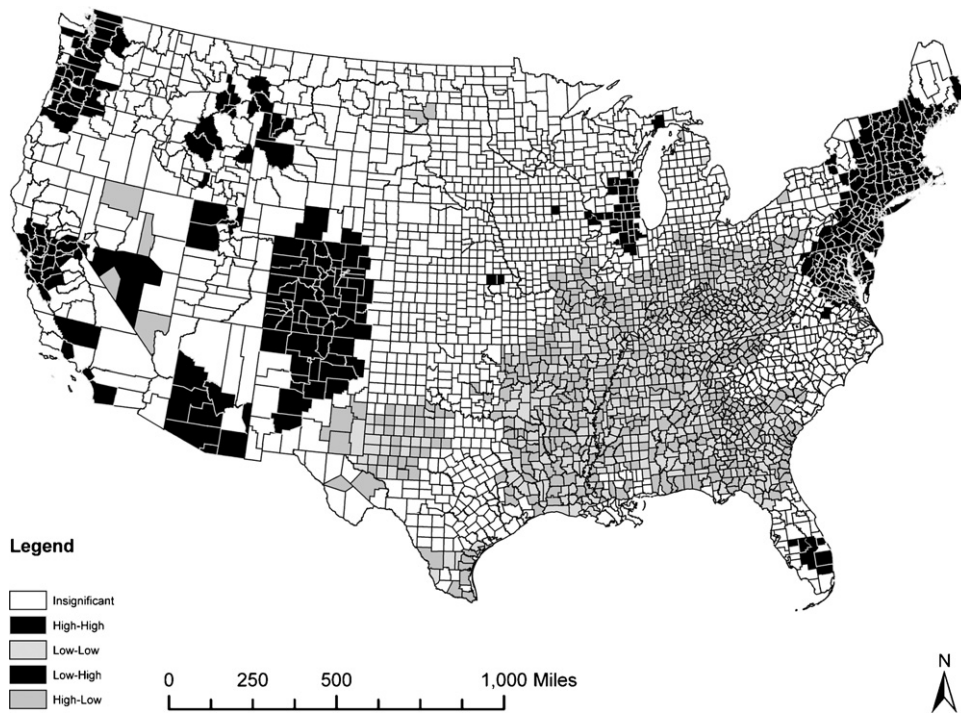 Legend
Insignificant
High-High
Low-Low
Low-High
High-Low
0 250 500 1,000 Miles
N